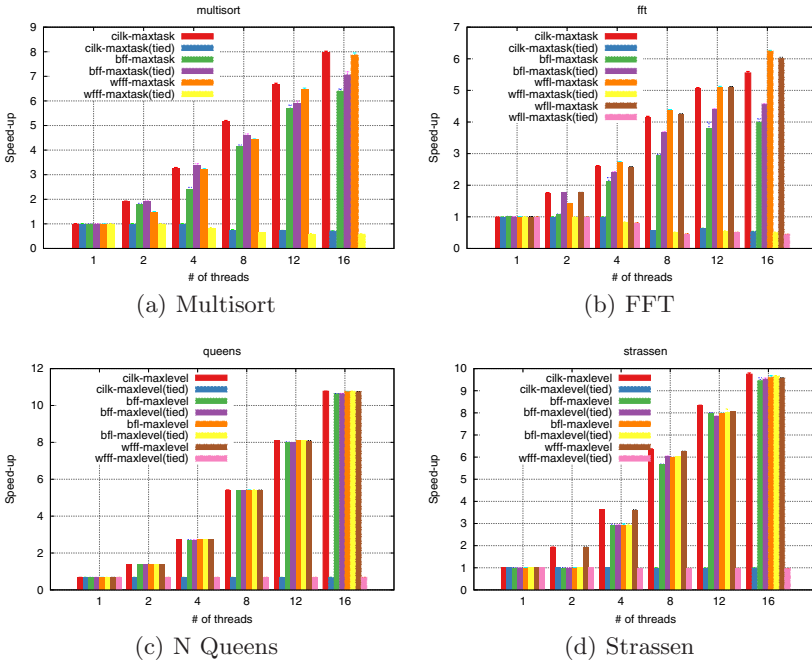 multisort
9
8
7
6
5
4
3
2
1
0
Speed-up
cilk-maxtask
cilk-maxtask(tied)
bff-maxtask
bff-maxtask(tied)
wfff-maxtask
wfff-maxtask(tied)
1 2 4 8 12 16
# of threads
(a) Multisort
fft
7
6
5
4
3
2
1
0
Speed-up
cilk-maxtask
cilk-maxtask(tied)
bfl-maxtask
bfl-maxtask(tied)
wffl-maxtask
wffl-maxtask(tied)
wfll-maxtask
wfll-maxtask(tied)
1 2 4 8 12 16
# of threads
(b) FFT
queens
12
10
8
6
4
2
0
Speed-up
cilk-maxlevel
cilk-maxlevel(tied)
bff-maxlevel
bff-maxlevel(tied)
bfl-maxlevel
bfl-maxlevel(tied)
wfff-maxlevel
wfff-maxlevel(tied)
1 2 4 8 12 16
# of threads
(c) N Queens
strassen
10
9
8
7
6
5
4
3
2
1
0
Speed-up
cilk-maxlevel
cilk-maxlevel(tied)
bff-maxlevel
bff-maxlevel(tied)
bfl-maxlevel
bfl-maxlevel(tied)
wfff-maxlevel
wfff-maxlevel(tied)
1 2 4 8 12 16
# of threads
(d) Strassen